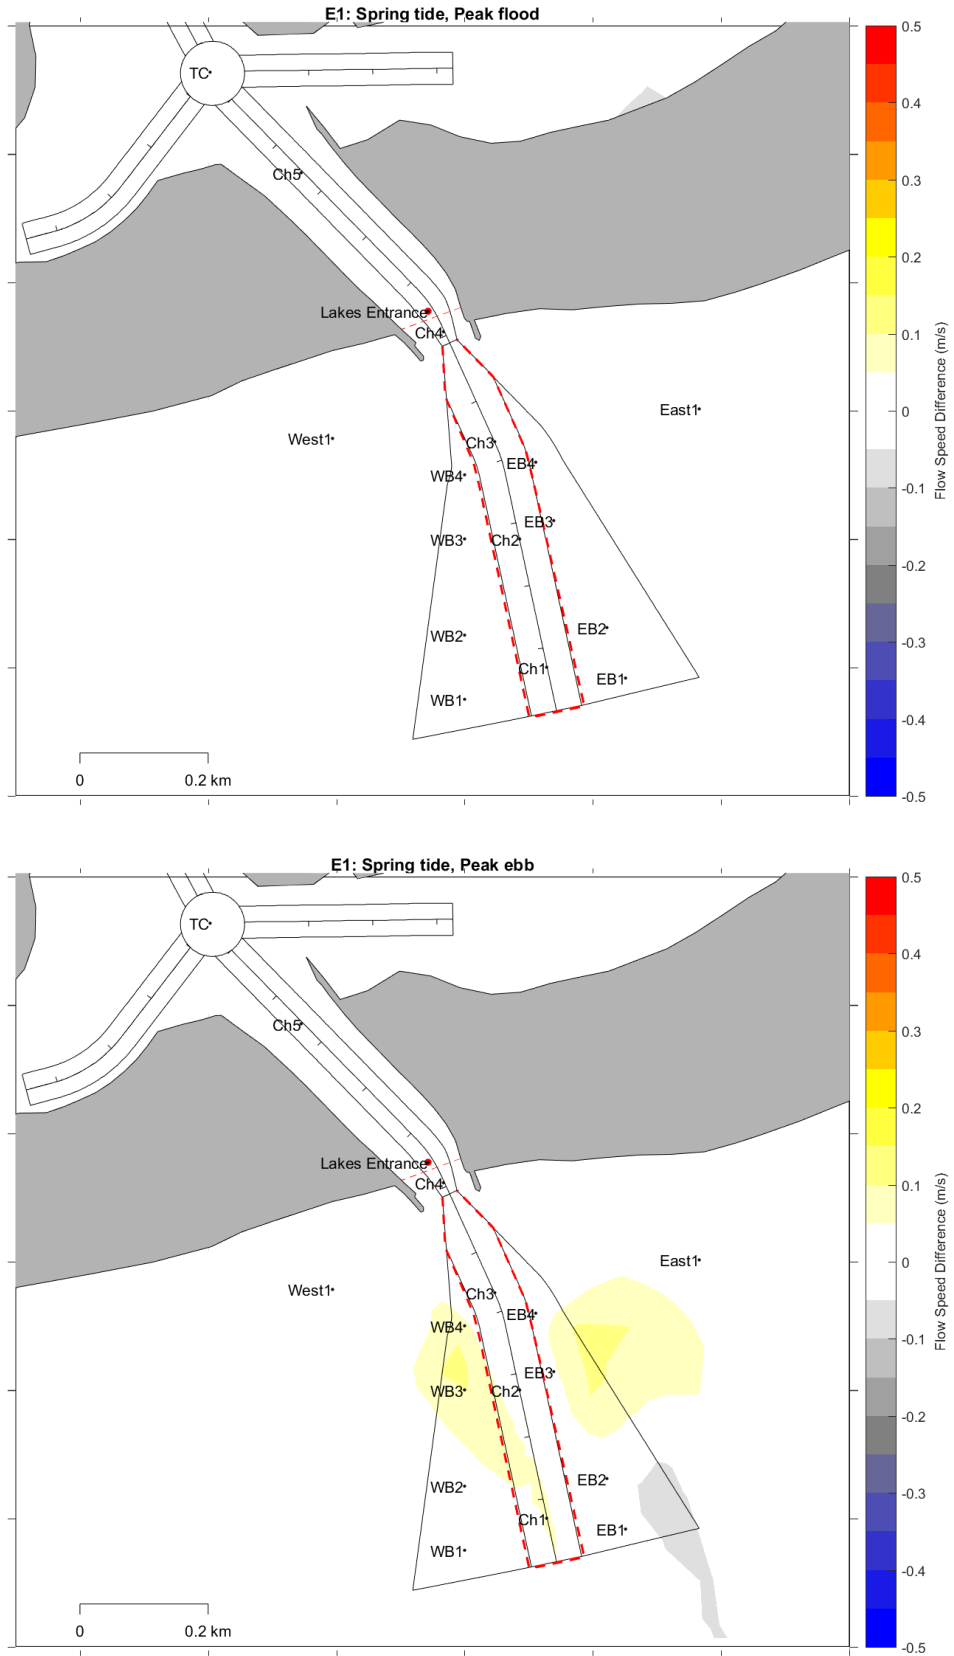 E1: Spring tide, Peak flood
TC
Ch5
Lakes Entrance
Ch4
East1
West1
Ch3
EB4
WB4
EB3
WB3
Ch2
EB2
WB2
Ch1
EB1
WB1
0
0.2 km
0.5
0.4
0.3
0.2
0.1
0
-0.1
-0.2
-0.3
-0.4
-0.5
Flow Speed Difference (m/s)
E1: Spring tide, Peak ebb
TC
Ch5
Lakes Entrance
Ch4
East1
West1
Ch3
EB4
WB4
EB3
WB3
Ch2
EB2
WB2
Ch1
EB1
WB1
0
0.2 km
0.5
0.4
0.3
0.2
0.1
0
-0.1
-0.2
-0.3
-0.4
-0.5
Flow Speed Difference (m/s)